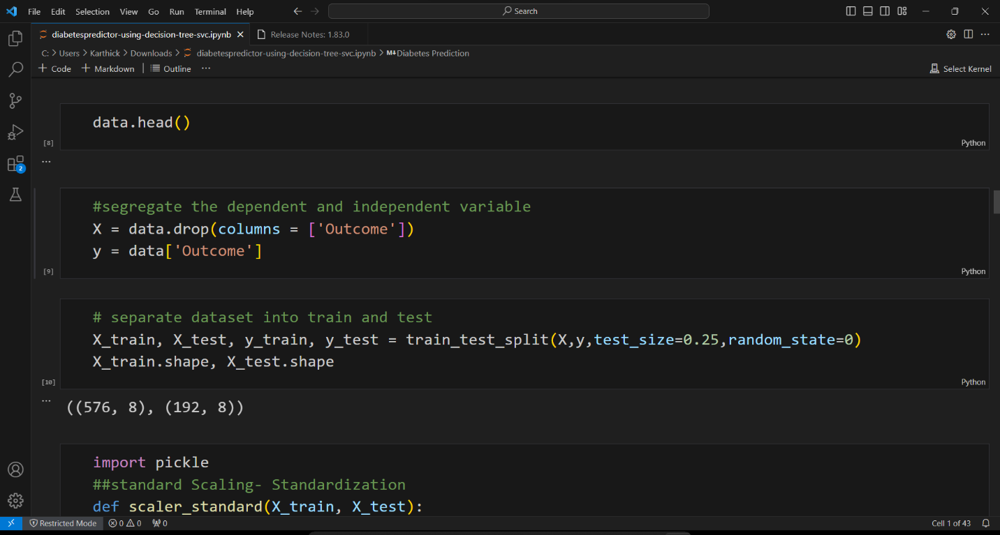 File Edit Selection View Go Run Terminal Help Search
diabetespredictor-using-decision-tree-svc.ipynb Release Notes: 1.83.0
C: > Users > Karthick > Downloads > diabetespredictor-using-decision-tree-svc.ipynb > M↓Diabetes Prediction
+ Code + Markdown | Outline ... Select Kernel
data.head()
[8] Python
...
#segregate the dependent and independent variable
X = data.drop(columns = ['Outcome'])
y = data['Outcome']
[9] Python
# separate dataset into train and test
X_train, X_test, y_train, y_test = train_test_split(X,y,test_size=0.25,random_state=0)
X_train.shape, X_test.shape
[10] Python
...
((576, 8), (192, 8))
import pickle
##standard Scaling- Standardization
def scaler_standard(X_train, X_test):
2
Restricted Mode 0 0 0 Cell 1 of 43